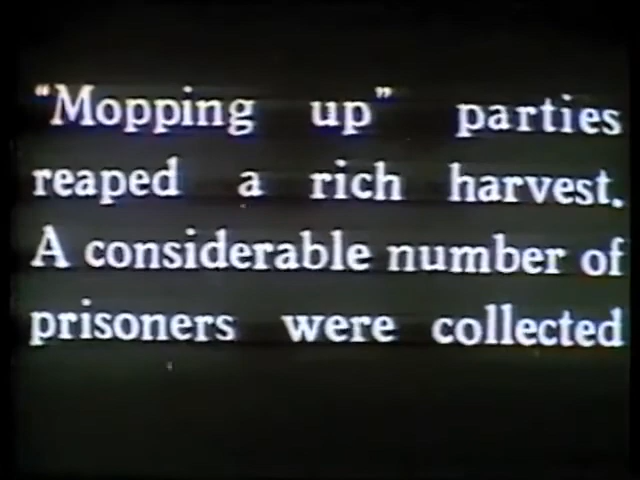 “Mopping up” parties
reaped a rich harvest.
A considerable number of
prisoners were collected